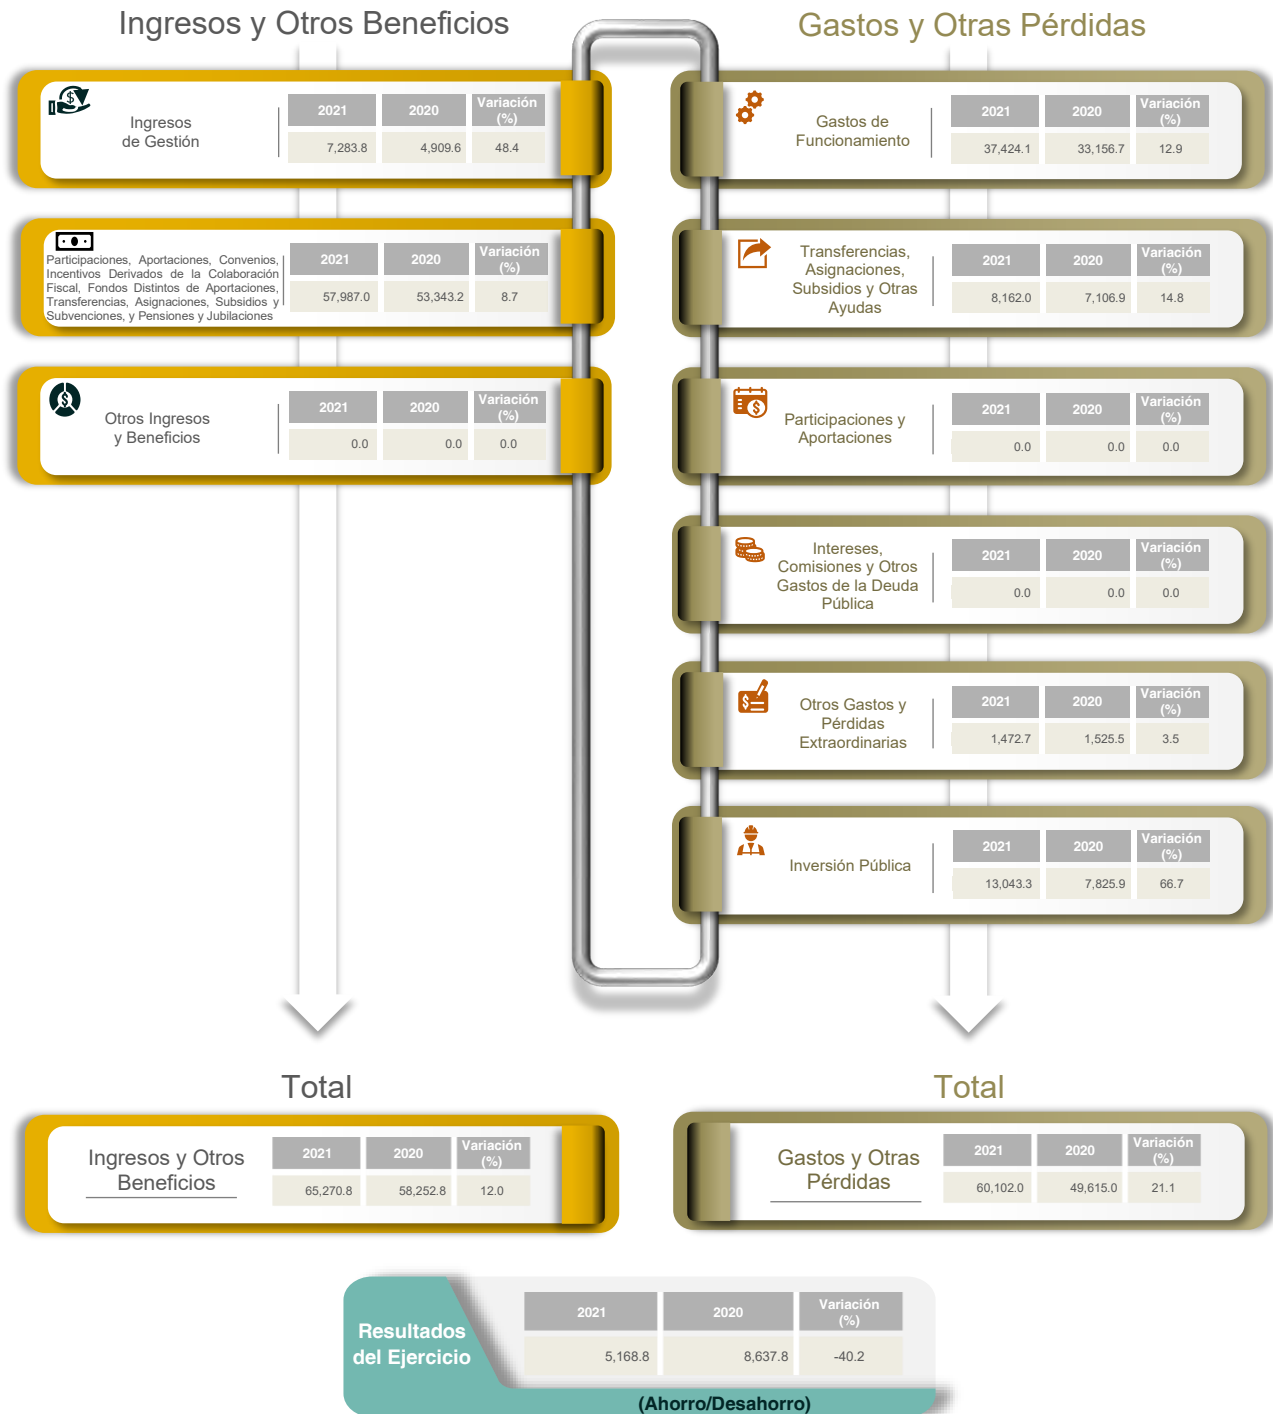 Ingresos y Otros Beneficios
Ingresos
de Gestión
2021 2020 Variación (%)
7,283.8 4,909.6 48.4
Participaciones, Aportaciones, Convenios,
Incentivos Derivados de la Colaboración
Fiscal, Fondos Distintos de Aportaciones,
Transferencias, Asignaciones, Subsidios y
Subvenciones, y Pensiones y Jubilaciones
2021 2020 Variación (%)
57,987.0 53,343.2 8.7
Otros Ingresos
y Beneficios
2021 2020 Variación (%)
0.0 0.0 0.0
Total
Ingresos y Otros
Beneficios
2021 2020 Variación (%)
65,270.8 58,252.8 12.0
Gastos y Otras Pérdidas
Gastos de
Funcionamiento
2021 2020 Variación (%)
37,424.1 33,156.7 12.9
Transferencias,
Asignaciones,
Subsidios y Otras
Ayudas
2021 2020 Variación (%)
8,162.0 7,106.9 14.8
Participaciones y
Aportaciones
2021 2020 Variación (%)
0.0 0.0 0.0
Intereses,
Comisiones y Otros
Gastos de la Deuda
Pública
2021 2020 Variación (%)
0.0 0.0 0.0
Otros Gastos y
Pérdidas
Extraordinarias
2021 2020 Variación (%)
1,472.7 1,525.5 3.5
Inversión Pública
2021 2020 Variación (%)
13,043.3 7,825.9 66.7
Total
Gastos y Otras
Pérdidas
2021 2020 Variación (%)
60,102.0 49,615.0 21.1
Resultados
del Ejercicio
2021 2020 Variación (%)
5,168.8 8,637.8 -40.2
(Ahorro/Desahorro)